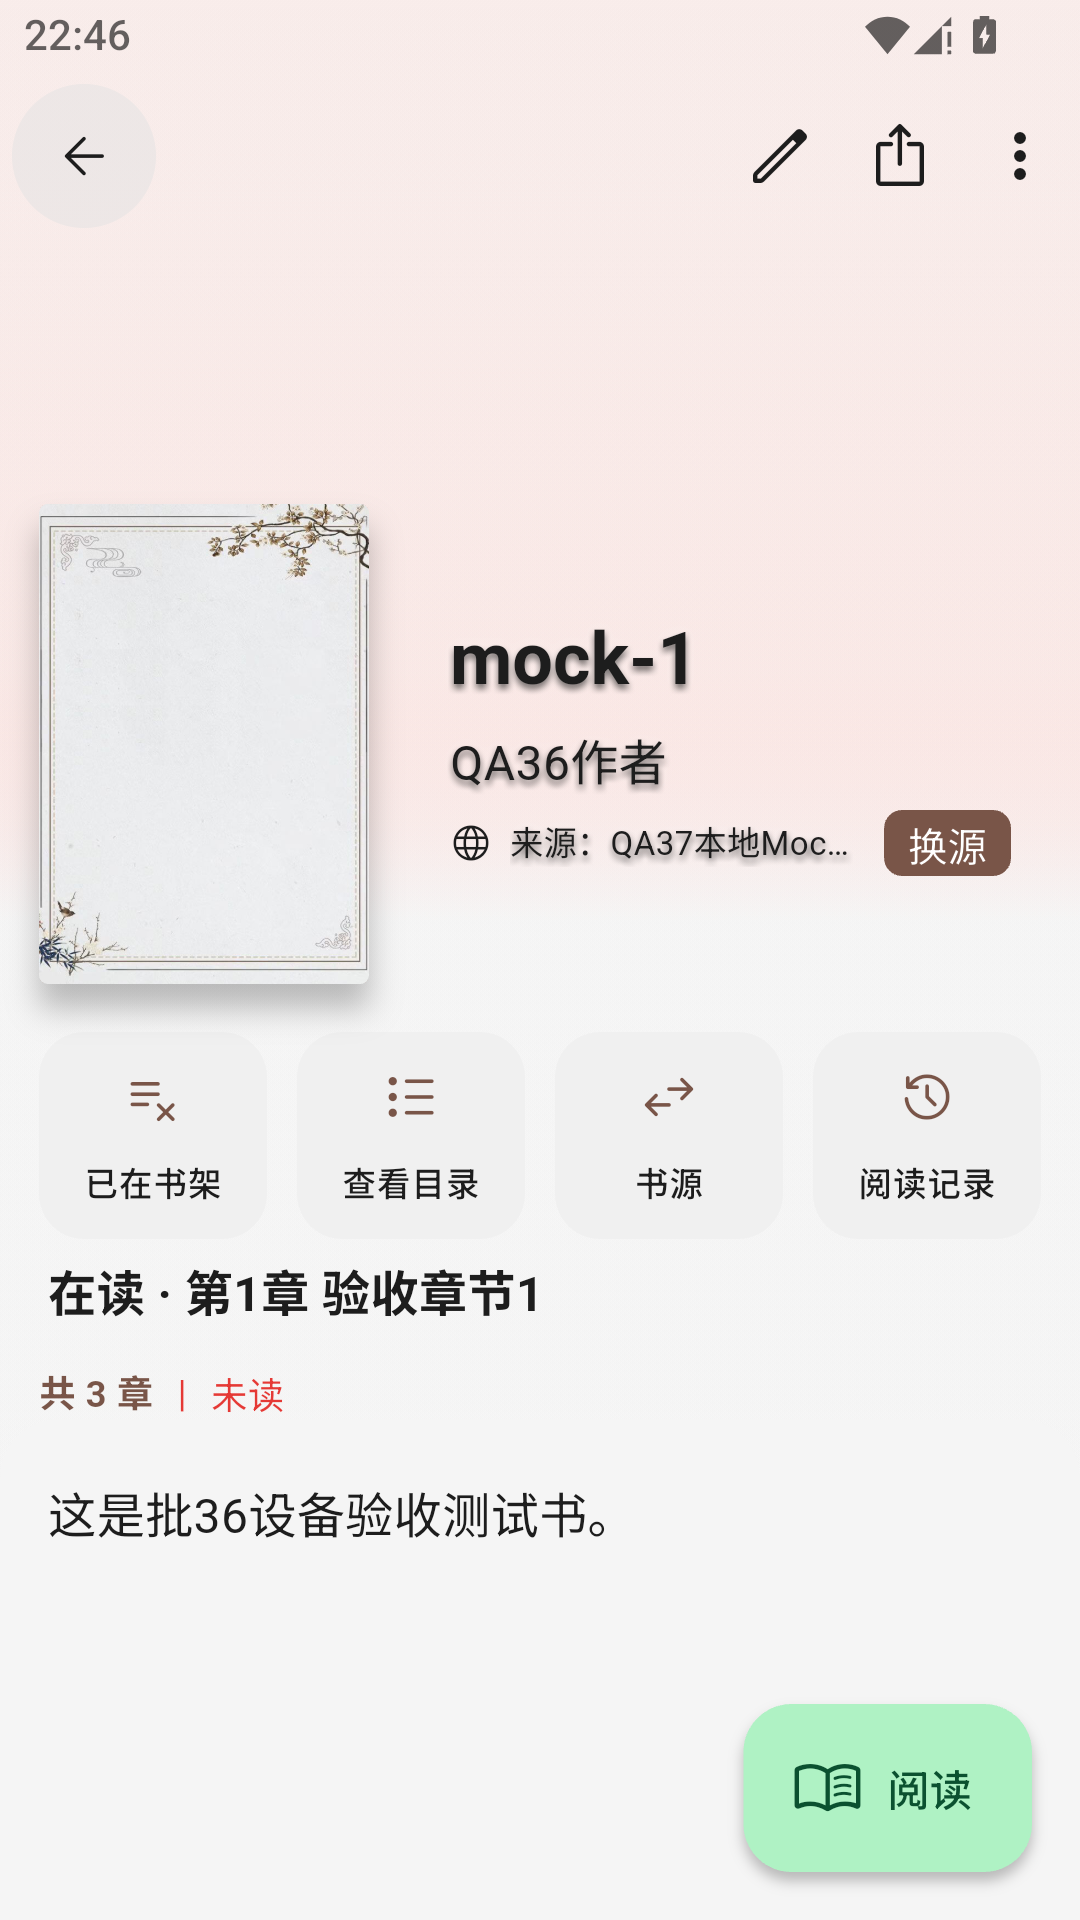 22:46
mock-1
QA36作者
来源：QA37本地Moc...
换源
已在书架
查看目录
书源
阅读记录
在读 · 第1章 验收章节1
共 3 章 | 未读
这是批36设备验收测试书。
阅读